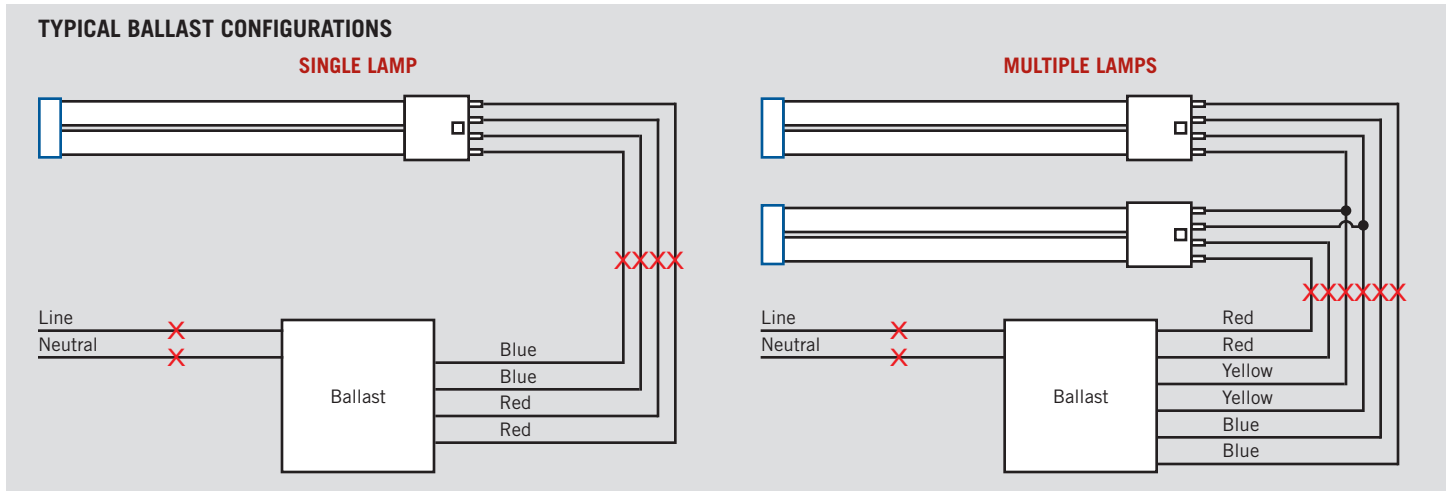 TYPICAL BALLAST CONFIGURATIONS
SINGLE LAMP
Line
Neutral
Ballast
Blue
Blue
Red
Red
MULTIPLE LAMPS
Line
Neutral
Ballast
Red
Red
Yellow
Yellow
Blue
Blue